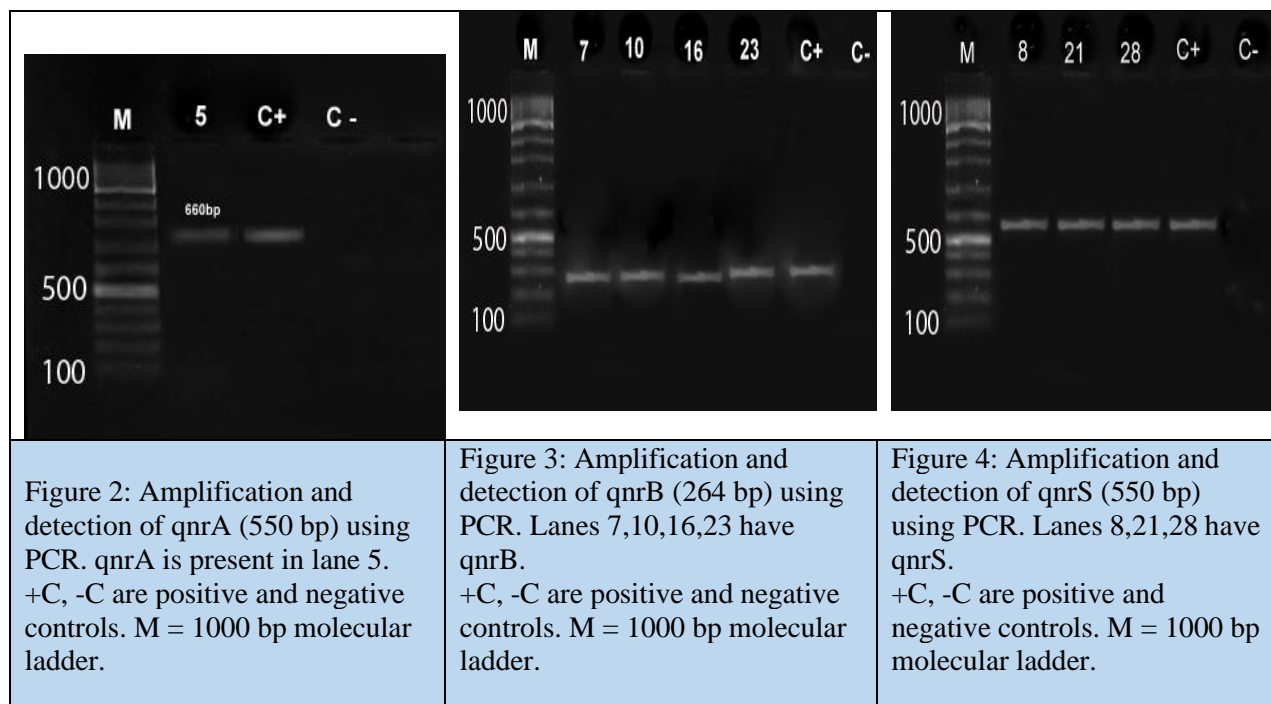 M 5 C+ C -
1000
660bp
500
100
M 7 10 16 23 C+ C-
1000
500
100
M 8 21 28 C+ C-
1000
500
100
Figure 2: Amplification and
detection of qnrA (550 bp) using
PCR. qnrA is present in lane 5.
+C, -C are positive and negative
controls. M = 1000 bp molecular
ladder.
Figure 3: Amplification and
detection of qnrB (264 bp) using
PCR. Lanes 7,10,16,23 have
qnrB.
+C, -C are positive and negative
controls. M = 1000 bp molecular
ladder.
Figure 4: Amplification and
detection of qnrS (550 bp)
using PCR. Lanes 8,21,28 have
qnrS.
+C, -C are positive and
negative controls. M = 1000 bp
molecular ladder.